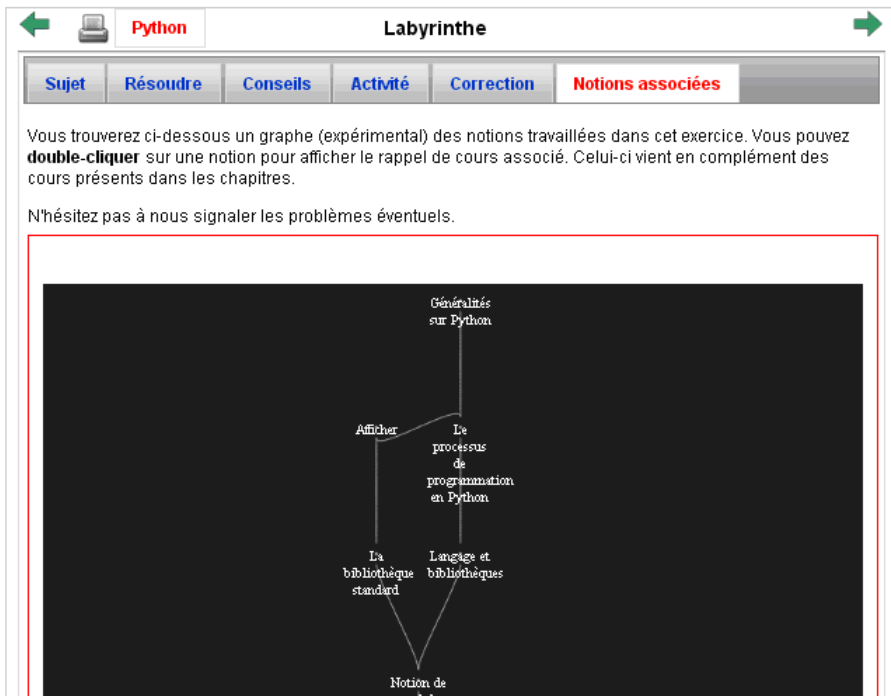 Python
Labyrinthe
Sujet
Résoudre
Conseils
Activité
Correction
Notions associées
Vous trouverez ci-dessous un graphe (expérimental) des notions travaillées dans cet exercice. Vous pouvez
double-cliquer sur une notion pour afficher le rappel de cours associé. Celui-ci vient en complément des
cours présents dans les chapitres.
N'hésitez pas à nous signaler les problèmes éventuels.
Généralités
sur Python
Afficher
Le
processus
de
programmation
en Python
La
bibliothèque
standard
Langage et
bibliothèques
Notion de